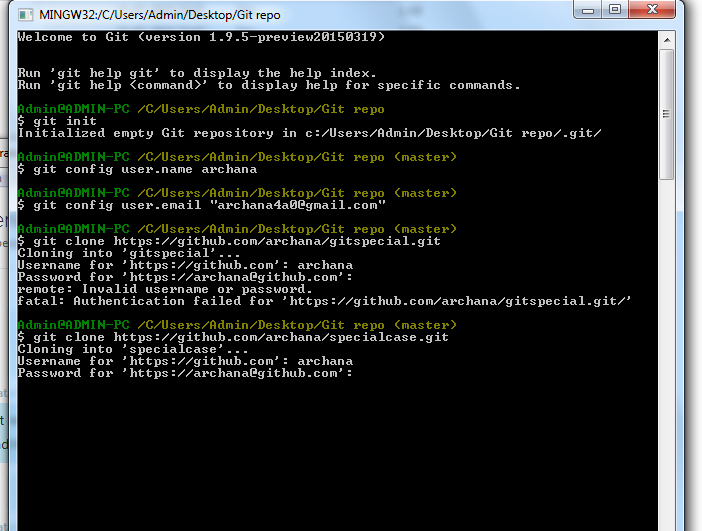 MINGW32:/C/Users/Admin/Desktop/Git repo
Welcome to Git (version 1.9.5-preview20150319)
Run 'git help git' to display the help index.
Run 'git help <command>' to display help for specific commands.
Admin@ADMIN-PC /C/Users/Admin/Desktop/Git repo
$ git init
Initialized empty Git repository in c:/Users/Admin/Desktop/Git repo/.git/
Admin@ADMIN-PC /C/Users/Admin/Desktop/Git repo (master)
$ git config user.name archana
Admin@ADMIN-PC /C/Users/Admin/Desktop/Git repo (master)
$ git config user.email "archana4a0@gmail.com"
Admin@ADMIN-PC /C/Users/Admin/Desktop/Git repo (master)
$ git clone https://github.com/archana/gitspecial.git
Cloning into 'gitspecial'...
Username for 'https://github.com': archana
Password for 'https://archana@github.com':
remote: Invalid username or password.
fatal: Authentication failed for 'https://github.com/archana/gitspecial.git/'
Admin@ADMIN-PC /C/Users/Admin/Desktop/Git repo (master)
$ git clone https://github.com/archana/specialcase.git
Cloning into 'specialcase'...
Username for 'https://github.com': archana
Password for 'https://archana@github.com':